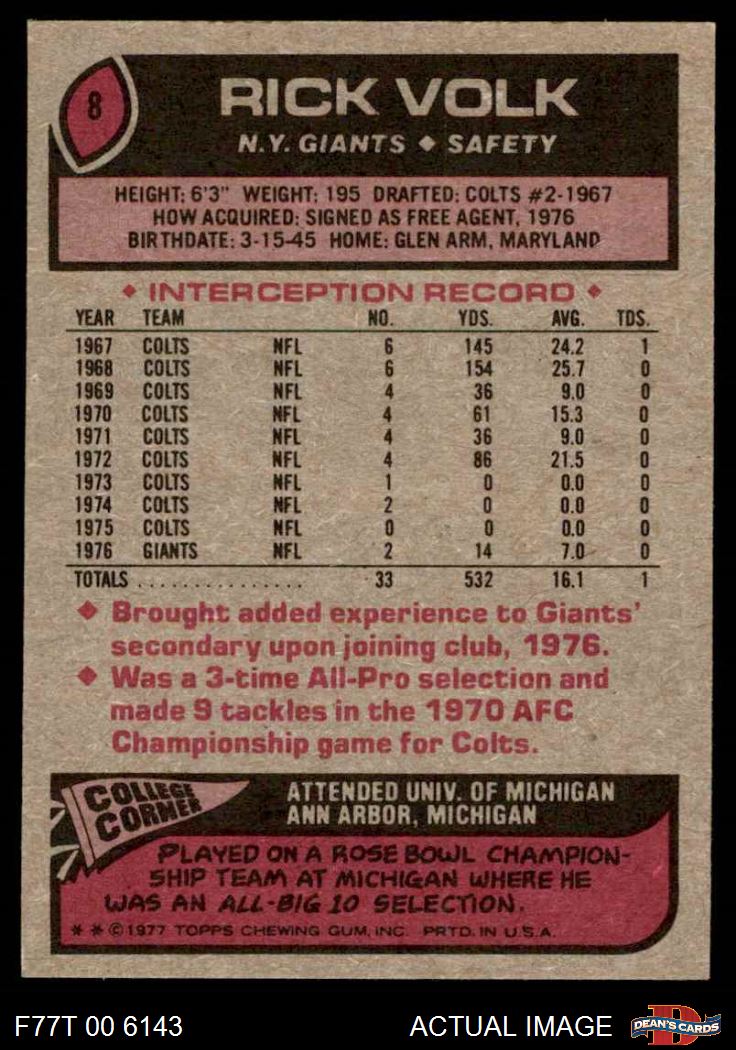 8
RICK VOLK
N.Y. GIANTS ♦ SAFETY
HEIGHT: 6'3" WEIGHT: 195 DRAFTED: COLTS #2-1967
HOW ACQUIRED: SIGNED AS FREE AGENT, 1976
BIRTHDATE: 3-15-45 HOME: GLEN ARM, MARYLAND
♦ INTERCEPTION RECORD ♦
YEAR TEAM NO. YDS. AVG. TDS.
1967 COLTS NFL 6 145 24.2 1
1968 COLTS NFL 6 154 25.7 0
1969 COLTS NFL 4 36 9.0 0
1970 COLTS NFL 4 61 15.3 0
1971 COLTS NFL 4 36 9.0 0
1972 COLTS NFL 4 86 21.5 0
1973 COLTS NFL 1 0 0.0 0
1974 COLTS NFL 2 0 0.0 0
1975 COLTS NFL 0 0 0.0 0
1976 GIANTS NFL 2 14 7.0 0
TOTALS ............... 33 532 16.1 1
♦ Brought added experience to Giants'
secondary upon joining club, 1976.
♦ Was a 3-time All-Pro selection and
made 9 tackles in the 1970 AFC
Championship game for Colts.
COLLEGE
CORNER
ATTENDED UNIV. OF MICHIGAN
ANN ARBOR, MICHIGAN
PLAYED ON A ROSE BOWL CHAMPION-
SHIP TEAM AT MICHIGAN WHERE HE
WAS AN ALL-BIG 10 SELECTION.
* * © 1977 TOPPS CHEWING GUM, INC. PRTD. IN U.S.A.
F77T 00 6143 ACTUAL IMAGE D DEAN'S CARDS